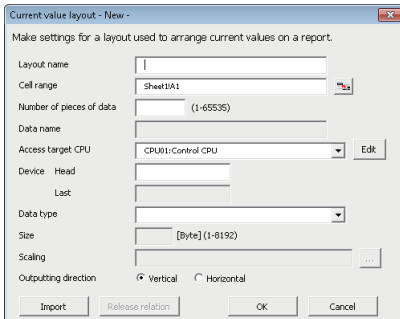 Current value layout - New -
Make settings for a layout used to arrange current values on a report.
Layout name
Cell range Sheet1!A1
Number of pieces of data (1-65535)
Data name
Access target CPU CPU01:Control CPU Edit
Device Head
Last
Data type
Size [Byte] (1-8192)
Scaling ...
Outputting direction Vertical Horizontal
Import Release relation OK Cancel